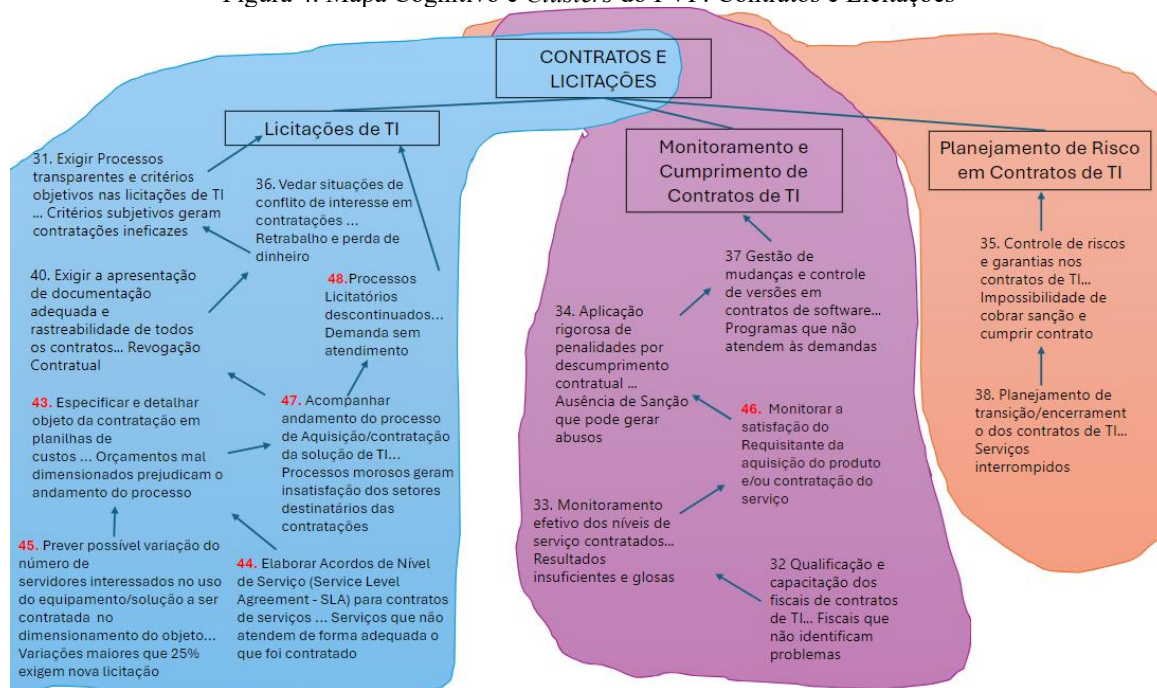 Figura 4: Mapa Cognitivo e Clusters do PVF: Contratos e Licitações
CONTRATOS E
LICITAÇÕES
Licitações de TI
31. Exigir Processos
transparentes e critérios
objetivos nas licitações de TI
... Critérios subjetivos geram
contratações ineficazes
36. Vedar situações de
conflito de interesse em
contratações ...
Retrabalho e perda de
dinheiro
40. Exigir a apresentação
de documentação
adequada e
rastreabilidade de todos
os contratos... Revogação
Contratual
48.Processos
Licitatórios
descontinuados...
Demanda sem
atendimento
43. Especificar e detalhar
objeto da contratação em
planilhas de
custos ... Orçamentos mal
dimensionados prejudicam o
andamento do processo
47. Acompanhar
andamento do processo
de Aquisição/contratação
da solução de TI...
Processos morosos geram
insatisfação dos setores
destinatários das
contratações
45. Prever possível variação do
número de
servidores interessados no uso
do equipamento/solução a ser
contratada no
dimensionamento do objeto...
Variações maiores que 25%
exigem nova licitação
44. Elaborar Acordos de Nível
de Serviço (Service Level
Agreement - SLA) para contratos
de serviços ... Serviços que não
atendem de forma adequada o
que foi contratado
Monitoramento e
Cumprimento de
Contratos de TI
37 Gestão de
mudanças e controle
de versões em
contratos de software...
Programas que não
atendem às demandas
34. Aplicação
rigorosa de
penalidades por
descumprimento
contratual ...
Ausência de Sanção
que pode gerar
abusos
46. Monitorar a
satisfação do
Requisitante da
aquisição do produto
e/ou contratação do
serviço
33. Monitoramento
efetivo dos níveis de
serviço contratados...
Resultados
insuficientes e glosas
32 Qualificação e
capacitação dos
fiscais de contratos
de TI... Fiscais que
não identificam
problemas
Planejamento de Risco
em Contratos de TI
35. Controle de riscos
e garantias nos
contratos de TI...
Impossibilidade de
cobrar sanção e
cumprir contrato
38. Planejamento de
transição/encerrament
o dos contratos de TI...
Serviços
interrompidos